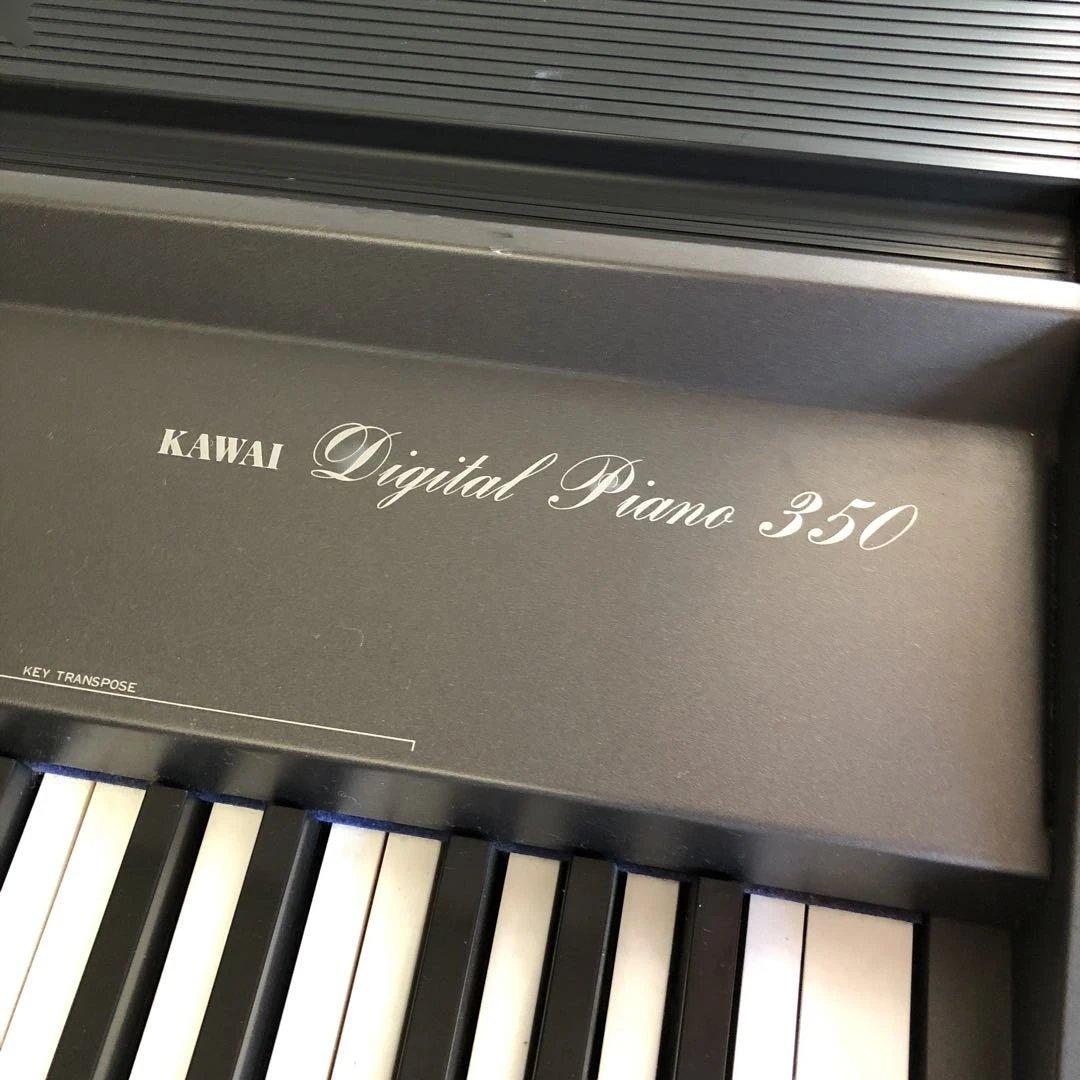 KAWAI Digital Piano 350
KEY TRANSPOSE